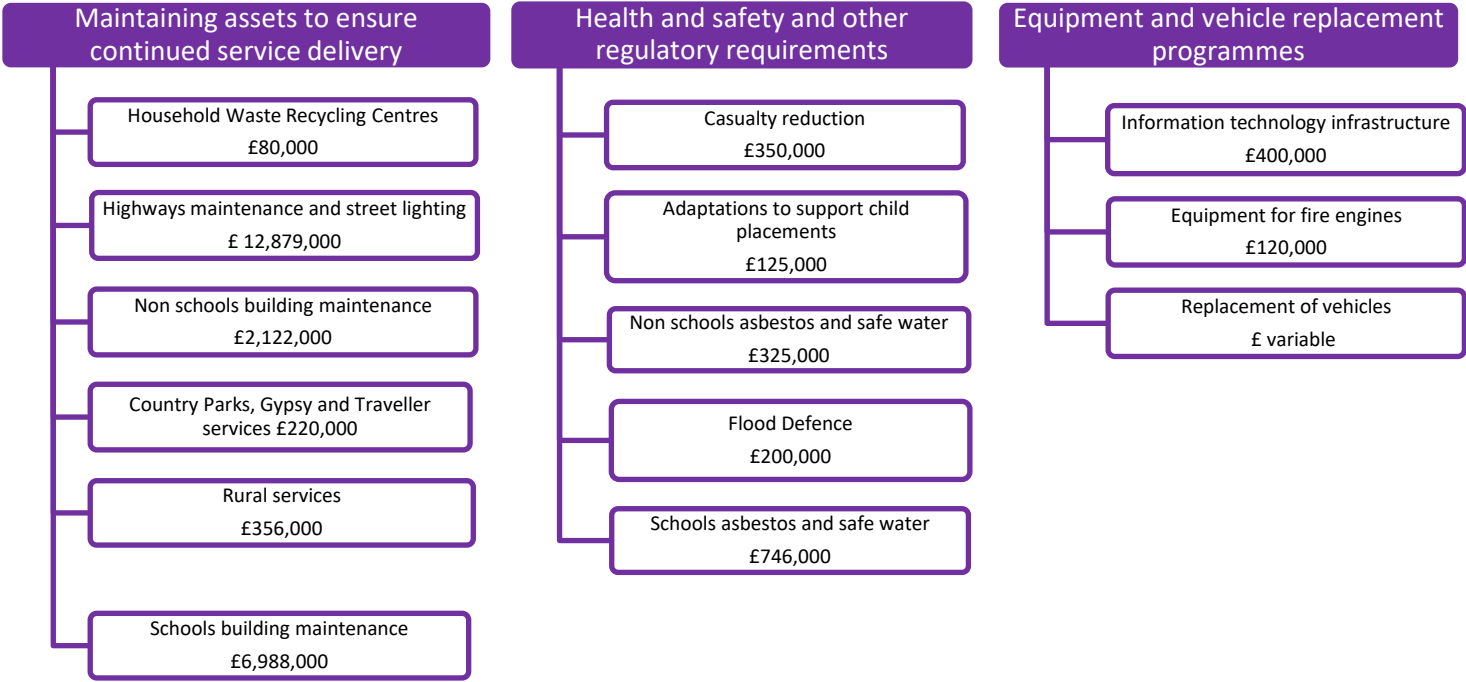 Maintaining assets to ensure
continued service delivery
Household Waste Recycling Centres
£80,000
Highways maintenance and street lighting
£ 12,879,000
Non schools building maintenance
£2,122,000
Country Parks, Gypsy and Traveller
services £220,000
Rural services
£356,000
Schools building maintenance
£6,988,000
Health and safety and other
regulatory requirements
Casualty reduction
£350,000
Adaptations to support child
placements
£125,000
Non schools asbestos and safe water
£325,000
Flood Defence
£200,000
Schools asbestos and safe water
£746,000
Equipment and vehicle replacement
programmes
Information technology infrastructure
£400,000
Equipment for fire engines
£120,000
Replacement of vehicles
£ variable